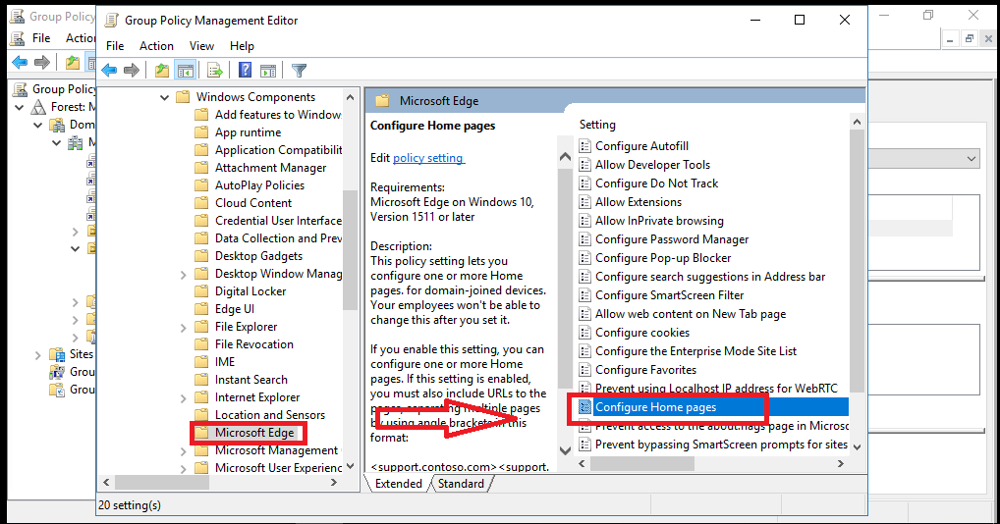 Group Policy
Group Policy Management Editor
File Action
File Action View Help
Group Policy
Forest: M
Dom
M
Sites
Grou
Grou
Windows Components
Add features to Window
App runtime
Application Compatibilit
Attachment Manager
AutoPlay Policies
Cloud Content
Credential User Interface
Data Collection and Prev
Desktop Gadgets
Desktop Window Manag
Digital Locker
Edge UI
File Explorer
File Revocation
IME
Instant Search
Internet Explorer
Location and Sensors
Microsoft Edge
Microsoft Management
Microsoft User Experienc
Microsoft Edge
Configure Home pages
Edit policy setting
Requirements:
Microsoft Edge on Windows 10,
Version 1511 or later
Description:
This policy setting lets you
configure one or more Home
pages. for domain-joined devices.
Your employees won't be able to
change this after you set it.
If you enable this setting, you can
configure one or more Home
pages. If this setting is enabled,
you must also include URLs to the
pages, separating multiple pages
by using angle brackets in this
format:
<support.contoso.com><support.
Setting
Configure Autofill
Allow Developer Tools
Configure Do Not Track
Allow Extensions
Allow InPrivate browsing
Configure Password Manager
Configure Pop-up Blocker
Configure search suggestions in Address bar
Configure SmartScreen Filter
Allow web content on New Tab page
Configure cookies
Configure the Enterprise Mode Site List
Configure Favorites
Prevent using Localhost IP address for WebRTC
Configure Home pages
Prevent access to the about:flags page in Microso
Prevent bypassing SmartScreen prompts for sites
Extended Standard
20 setting(s)